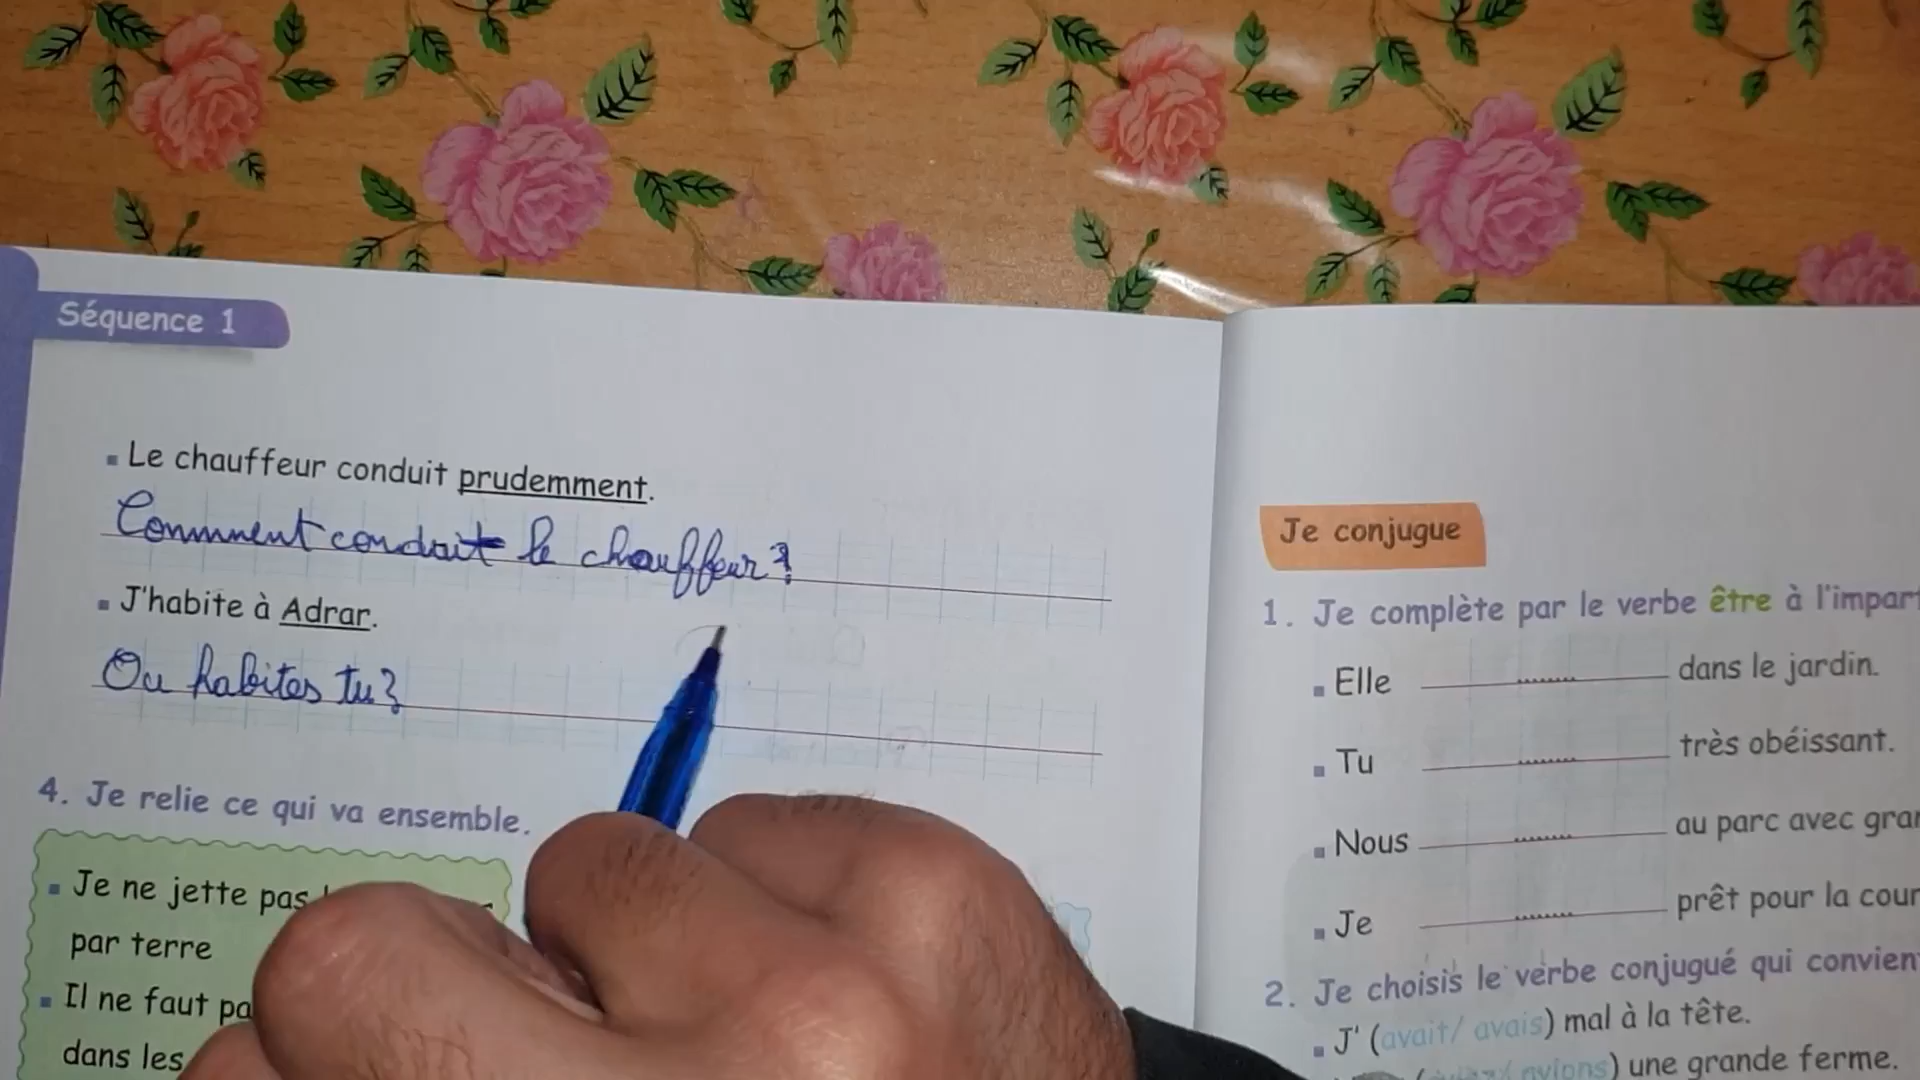 Séquence 1
▪ Le chauffeur conduit prudemment.
Comment conduit le chauffeur?
▪ J'habite à Adrar.
Ou habites tu?
4. Je relie ce qui va ensemble.
▪ Je ne jette pas
par terre
▪ Il ne faut pa
dans les
Je conjugue
1. Je complète par le verbe être à l'impar
▪ Elle ........ dans le jardin.
▪ Tu ........ très obéissant.
▪ Nous ........ au parc avec gran
▪ Je ........ prêt pour la cour
2. Je choisis le verbe conjugué qui convien
▪ J' (avait/ avais) mal à la tête.
avions) une grande ferme.